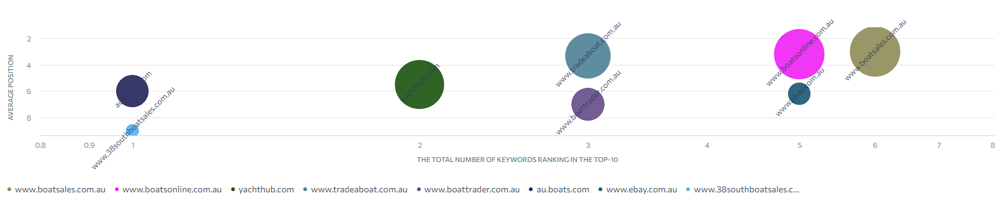 2
4
6
8
AVERAGE POSITION
www.tradeaboat.com.au
www.boatsonline.com.au
www.boatsales.com.au
yachthub.com
au.boats.com
www.boattrader.com.au
www.ebay.com.au
www.38southboatsales.com.au
0.8 0.9 1 2 3 4 5 6 7 8
THE TOTAL NUMBER OF KEYWORDS RANKING IN THE TOP-10
www.boatsales.com.au www.boatsonline.com.au yachthub.com www.tradeaboat.com.au www.boattrader.com.au au.boats.com www.ebay.com.au www.38southboatsales.c...